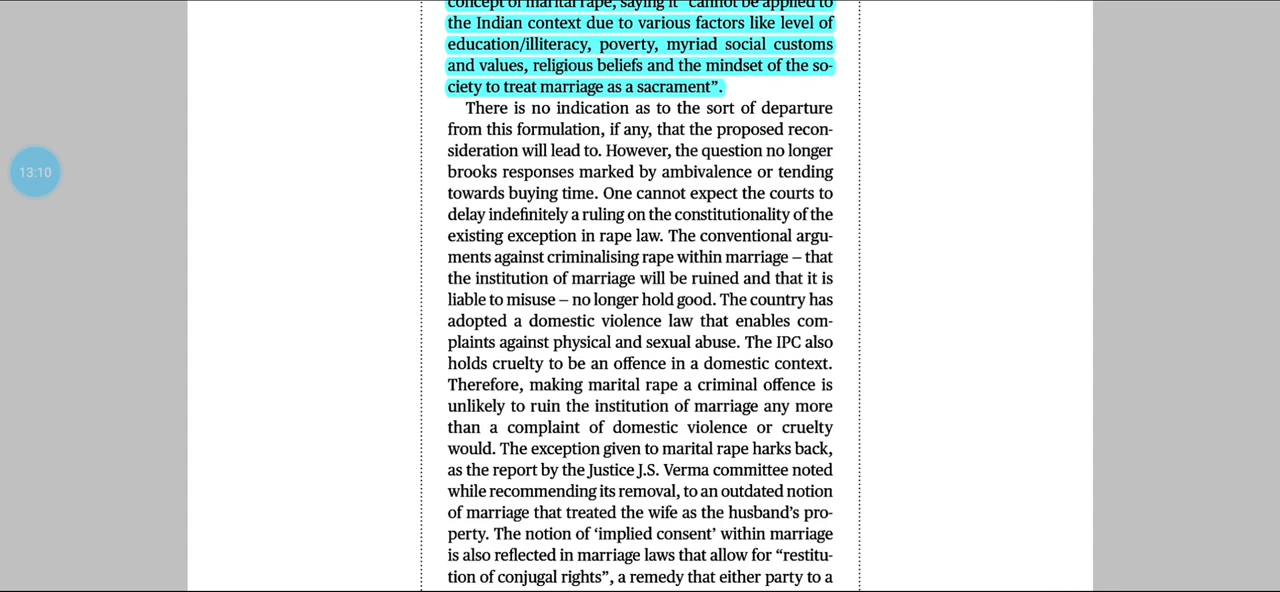 concept of marital rape, saying it “cannot be applied to
the Indian context due to various factors like level of
education/illiteracy, poverty, myriad social customs
and values, religious beliefs and the mindset of the so-
ciety to treat marriage as a sacrament”.
There is no indication as to the sort of departure
from this formulation, if any, that the proposed recon-
sideration will lead to. However, the question no longer
brooks responses marked by ambivalence or tending
towards buying time. One cannot expect the courts to
delay indefinitely a ruling on the constitutionality of the
existing exception in rape law. The conventional argu-
ments against criminalising rape within marriage – that
the institution of marriage will be ruined and that it is
liable to misuse – no longer hold good. The country has
adopted a domestic violence law that enables com-
plaints against physical and sexual abuse. The IPC also
holds cruelty to be an offence in a domestic context.
Therefore, making marital rape a criminal offence is
unlikely to ruin the institution of marriage any more
than a complaint of domestic violence or cruelty
would. The exception given to marital rape harks back,
as the report by the Justice J.S. Verma committee noted
while recommending its removal, to an outdated notion
of marriage that treated the wife as the husband’s pro-
perty. The notion of ‘implied consent’ within marriage
is also reflected in marriage laws that allow for “restitu-
tion of conjugal rights”, a remedy that either party to a
13:10